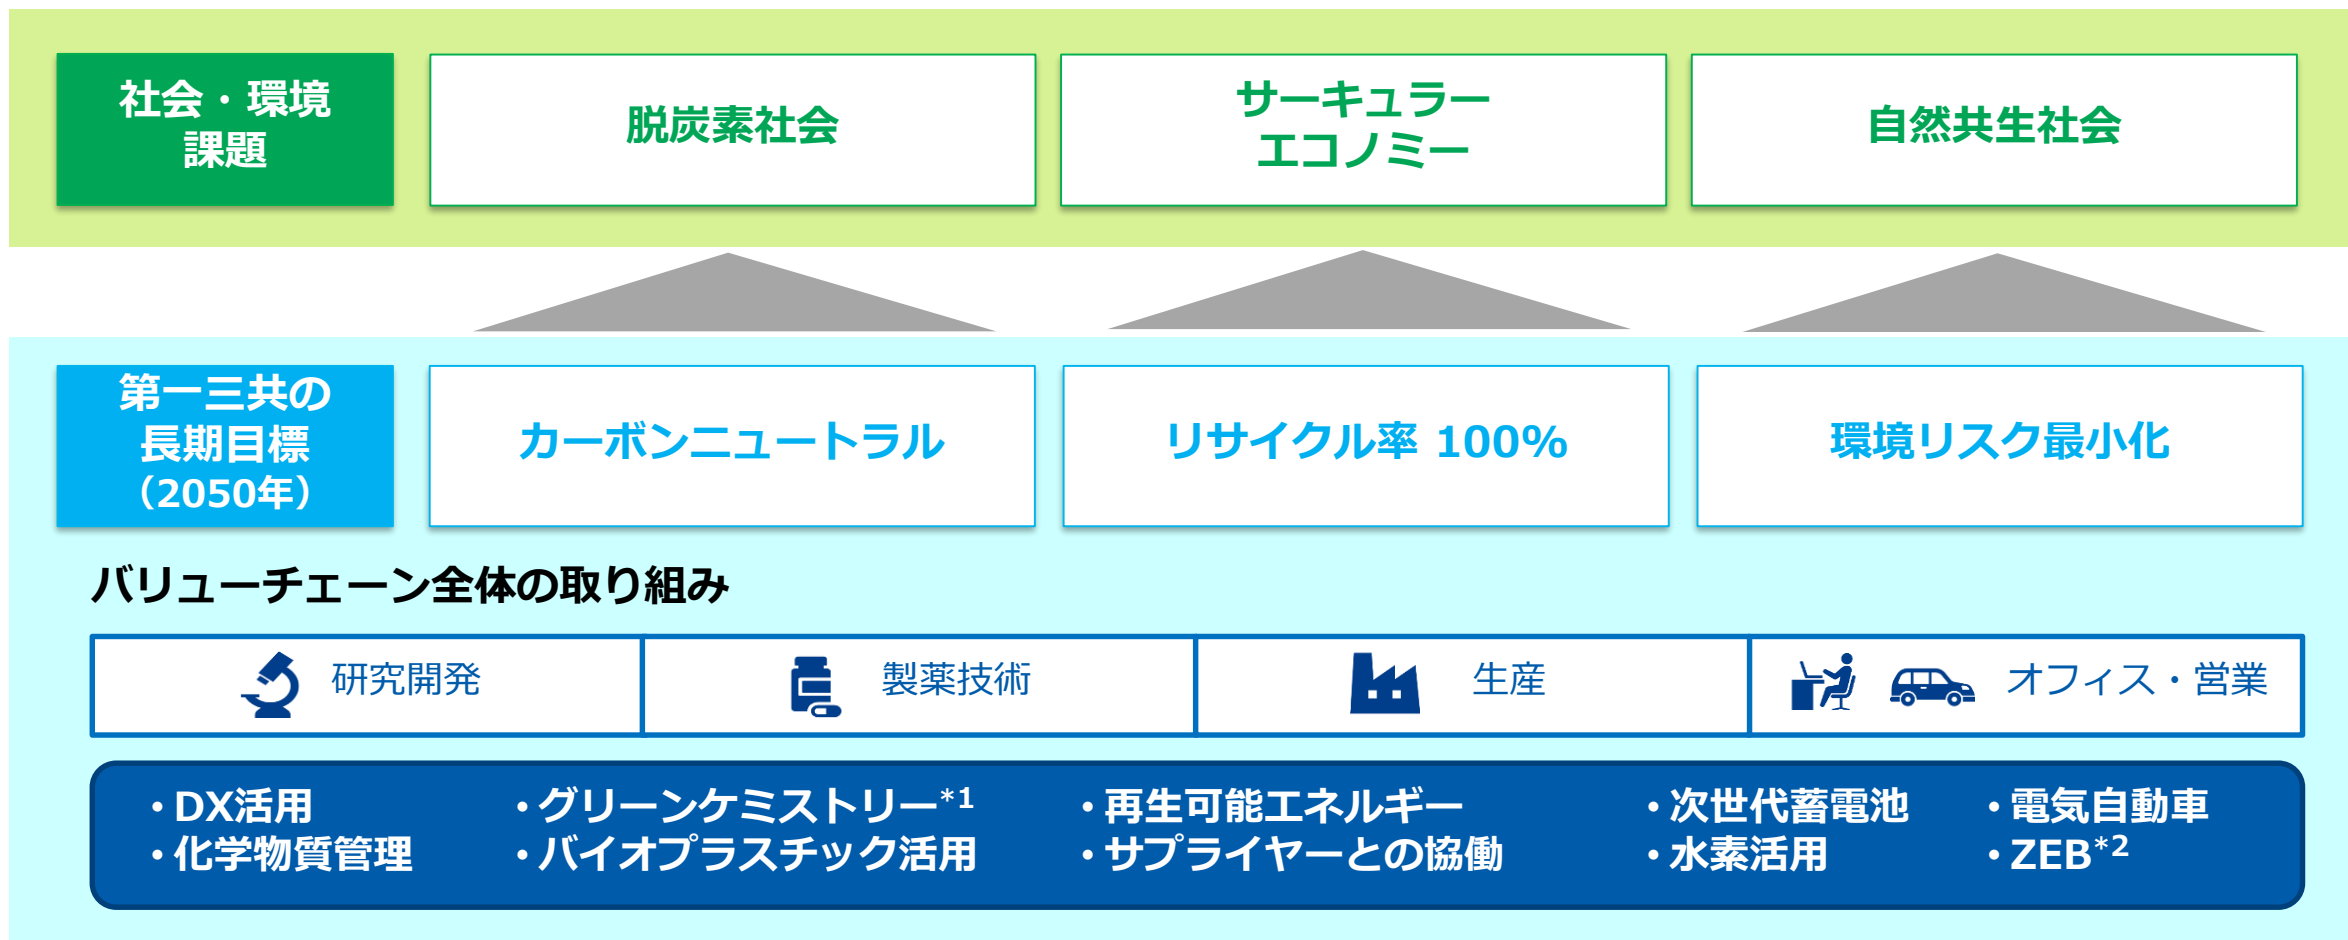 社会・環境
課題
脱炭素社会
サーキュラー
エコノミー
自然共生社会
第一三共の
長期目標
（2050年）
カーボンニュートラル
リサイクル率 100%
環境リスク最小化
バリューチェーン全体の取り組み
研究開発
製薬技術
生産
オフィス・営業
・DX活用
・化学物質管理
・グリーンケミストリー*1
・バイオプラスチック活用
・再生可能エネルギー
・サプライヤーとの協働
・次世代蓄電池
・水素活用
・電気自動車
・ZEB*2